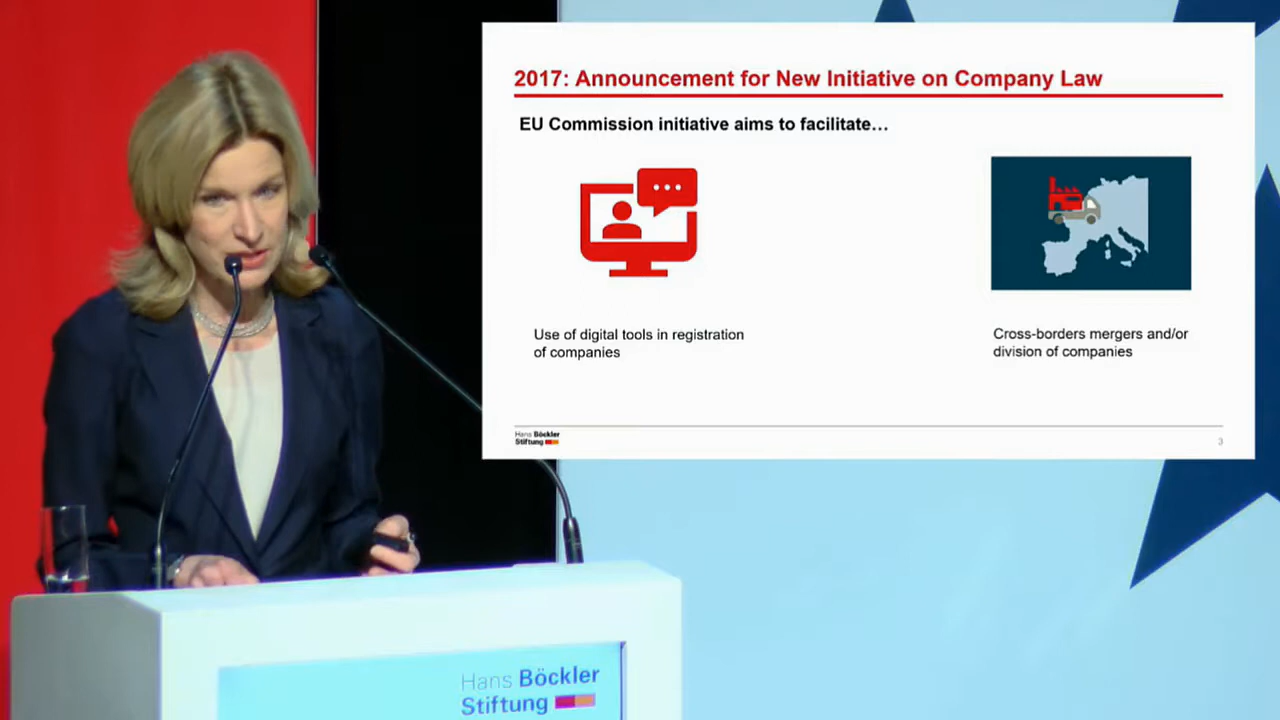 2017: Announcement for New Initiative on Company Law
EU Commission initiative aims to facilitate…
Use of digital tools in registration
of companies
Cross-borders mergers and/or
division of companies
Hans Böckler
Stiftung
3
Hans Böckler
Stiftung